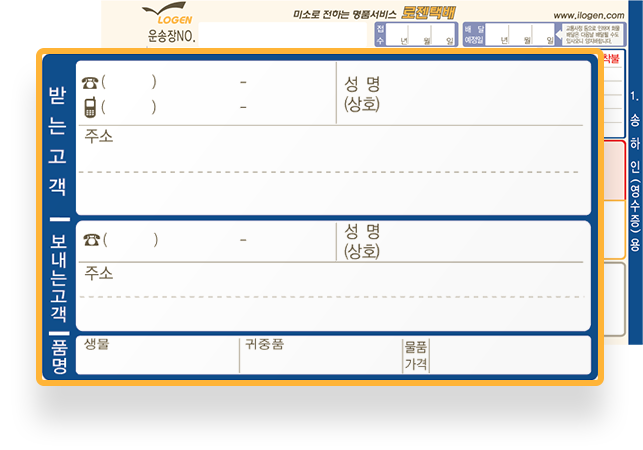 LOGEN
미소로 전하는 명품서비스 로젠택배
www.ilogen.com
운송장NO.
접수 년 월 일
배달예정일 년 월 일
착불
받는고객
☎( ) -
( ) -
성 명
(상호)
주소
보내는고객
☎( ) -
성 명
(상호)
주소
품명
생물
귀중품
물품
가격
1. 송하인(영수증)용